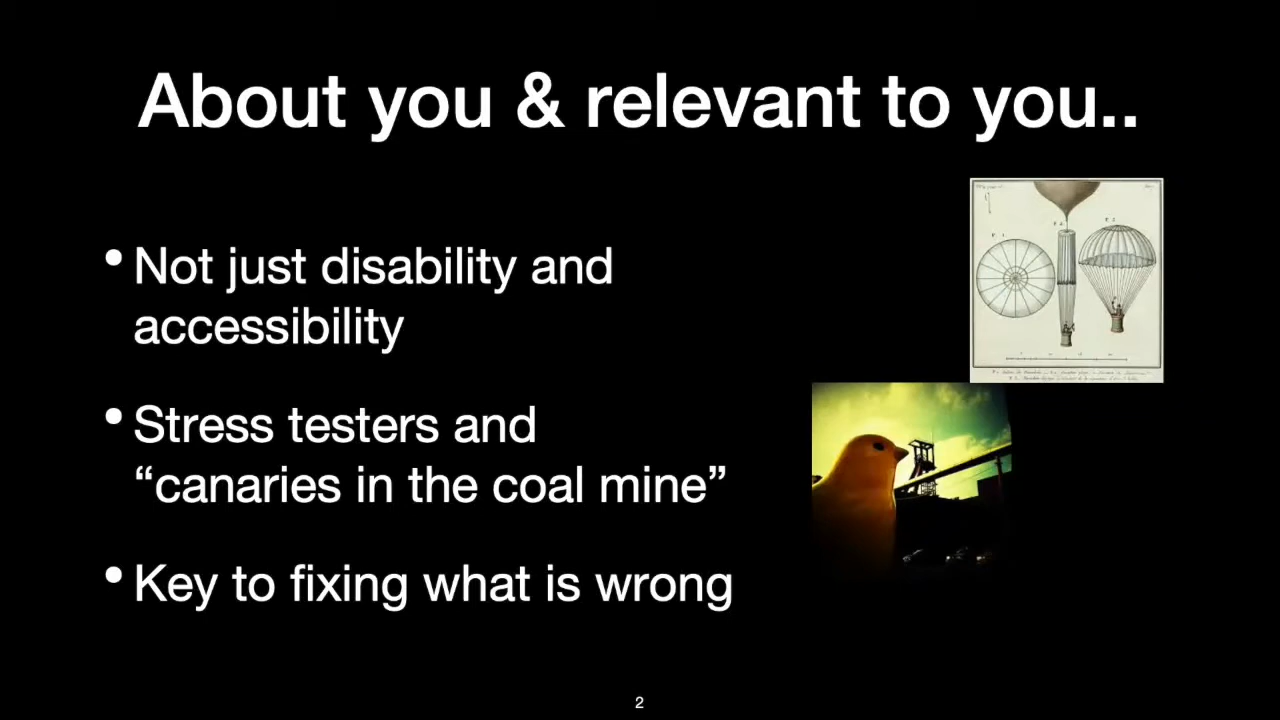 About you & relevant to you..
• Not just disability and
accessibility
• Stress testers and
“canaries in the coal mine”
• Key to fixing what is wrong
2